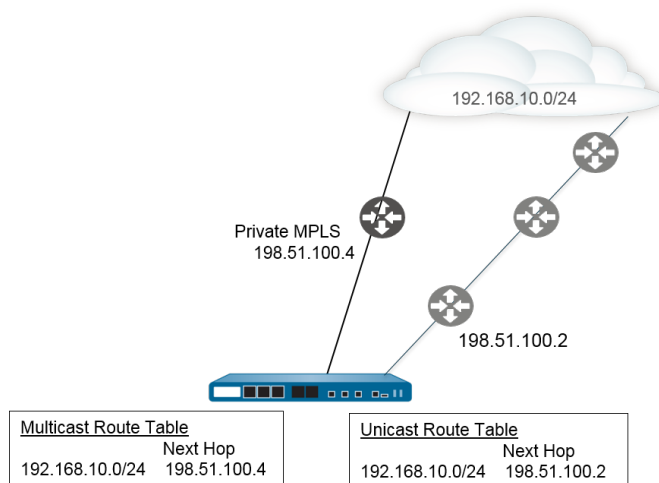 192.168.10.0/24
Private MPLS
198.51.100.4
198.51.100.2
Multicast Route Table
Next Hop
192.168.10.0/24 198.51.100.4
Unicast Route Table
Next Hop
192.168.10.0/24 198.51.100.2